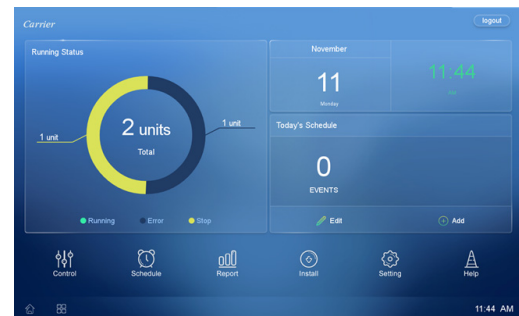 Carrier
logout
Running Status
November
11
Monday
11:44
1 unit
2 units
Total
1 unit
Today's Schedule
0
EVENTS
Running
Error
Stop
Edit
Add
Control
Schedule
Report
Install
Setting
Help
11:44 AM